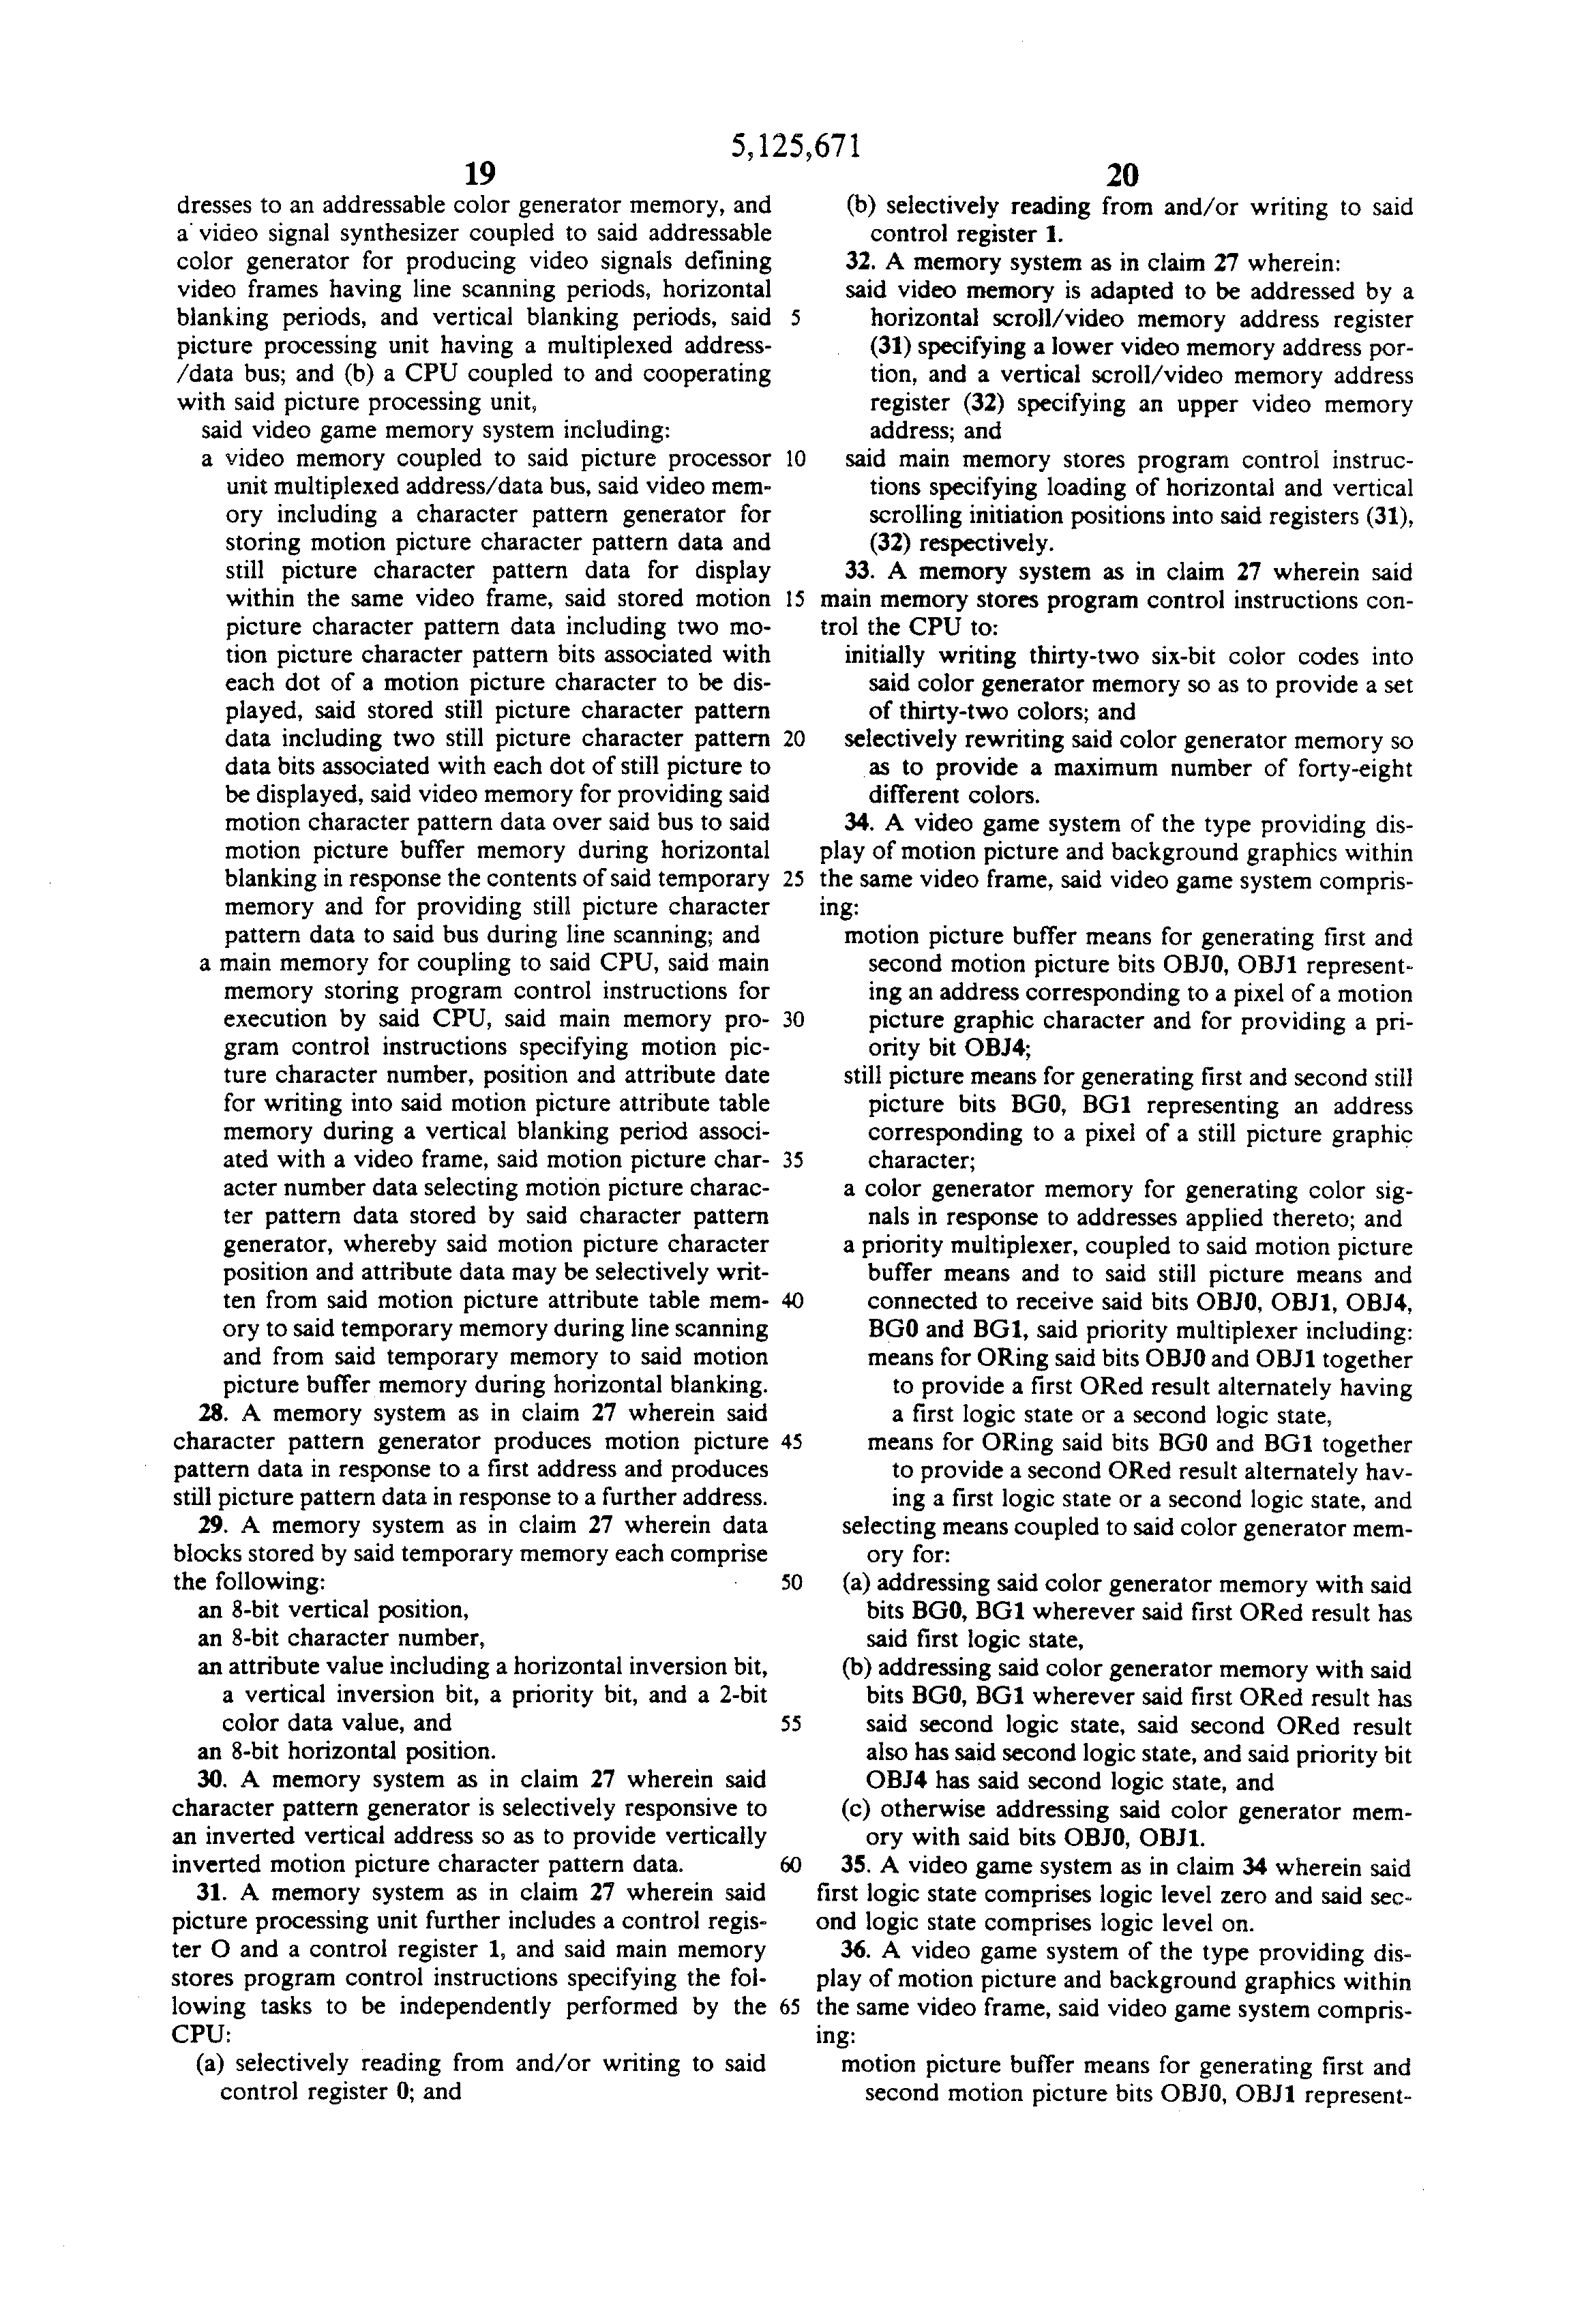 5,125,671
19
dresses to an addressable color generator memory, and
a video signal synthesizer coupled to said addressable
color generator for producing video signals defining
video frames having line scanning periods, horizontal
blanking periods, and vertical blanking periods, said 5
picture processing unit having a multiplexed address-
/data bus; and (b) a CPU coupled to and cooperating
with said picture processing unit,
said video game memory system including:
a video memory coupled to said picture processor 10
unit multiplexed address/data bus, said video mem-
ory including a character pattern generator for
storing motion picture character pattern data and
still picture character pattern data for display
within the same video frame, said stored motion 15
picture character pattern data including two mo-
tion picture character pattern bits associated with
each dot of a motion picture character to be dis-
played, said stored still picture character pattern
data including two still picture character pattern 20
data bits associated with each dot of still picture to
be displayed, said video memory for providing said
motion character pattern data over said bus to said
motion picture buffer memory during horizontal
blanking in response the contents of said temporary 25
memory and for providing still picture character
pattern data to said bus during line scanning; and
a main memory for coupling to said CPU, said main
memory storing program control instructions for
execution by said CPU, said main memory pro- 30
gram control instructions specifying motion pic-
ture character number, position and attribute date
for writing into said motion picture attribute table
memory during a vertical blanking period associ-
ated with a video frame, said motion picture char- 35
acter number data selecting motion picture charac-
ter pattern data stored by said character pattern
generator, whereby said motion picture character
position and attribute data may be selectively writ-
ten from said motion picture attribute table mem- 40
ory to said temporary memory during line scanning
and from said temporary memory to said motion
picture buffer memory during horizontal blanking.
28. A memory system as in claim 27 wherein said
character pattern generator produces motion picture 45
pattern data in response to a first address and produces
still picture pattern data in response to a further address.
29. A memory system as in claim 27 wherein data
blocks stored by said temporary memory each comprise
the following: 50
an 8-bit vertical position,
an 8-bit character number,
an attribute value including a horizontal inversion bit,
a vertical inversion bit, a priority bit, and a 2-bit
color data value, and 55
an 8-bit horizontal position.
30. A memory system as in claim 27 wherein said
character pattern generator is selectively responsive to
an inverted vertical address so as to provide vertically
inverted motion picture character pattern data. 60
31. A memory system as in claim 27 wherein said
picture processing unit further includes a control regis-
ter O and a control register 1, and said main memory
stores program control instructions specifying the fol-
lowing tasks to be independently performed by the 65
CPU:
(a) selectively reading from and/or writing to said
control register 0; and
20
(b) selectively reading from and/or writing to said
control register 1.
32. A memory system as in claim 27 wherein:
said video memory is adapted to be addressed by a
horizontal scroll/video memory address register
(31) specifying a lower video memory address por-
tion, and a vertical scroll/video memory address
register (32) specifying an upper video memory
address; and
said main memory stores program control instruc-
tions specifying loading of horizontal and vertical
scrolling initiation positions into said registers (31),
(32) respectively.
33. A memory system as in claim 27 wherein said
main memory stores program control instructions con-
trol the CPU to:
initially writing thirty-two six-bit color codes into
said color generator memory so as to provide a set
of thirty-two colors; and
selectively rewriting said color generator memory so
as to provide a maximum number of forty-eight
different colors.
34. A video game system of the type providing dis-
play of motion picture and background graphics within
the same video frame, said video game system compris-
ing:
motion picture buffer means for generating first and
second motion picture bits OBJ0, OBJ1 represent-
ing an address corresponding to a pixel of a motion
picture graphic character and for providing a pri-
ority bit OBJ4;
still picture means for generating first and second still
picture bits BG0, BG1 representing an address
corresponding to a pixel of a still picture graphic
character;
a color generator memory for generating color sig-
nals in response to addresses applied thereto; and
a priority multiplexer, coupled to said motion picture
buffer means and to said still picture means and
connected to receive said bits OBJ0, OBJ1, OBJ4,
BG0 and BG1, said priority multiplexer including:
means for ORing said bits OBJ0 and OBJ1 together
to provide a first ORed result alternately having
a first logic state or a second logic state,
means for ORing said bits BG0 and BG1 together
to provide a second ORed result alternately hav-
ing a first logic state or a second logic state, and
selecting means coupled to said color generator mem-
ory for:
(a) addressing said color generator memory with said
bits BG0, BG1 wherever said first ORed result has
said first logic state,
(b) addressing said color generator memory with said
bits BG0, BG1 wherever said first ORed result has
said second logic state, said second ORed result
also has said second logic state, and said priority bit
OBJ4 has said second logic state, and
(c) otherwise addressing said color generator mem-
ory with said bits OBJ0, OBJ1.
35. A video game system as in claim 34 wherein said
first logic state comprises logic level zero and said sec-
ond logic state comprises logic level on.
36. A video game system of the type providing dis-
play of motion picture and background graphics within
the same video frame, said video game system compris-
ing:
motion picture buffer means for generating first and
second motion picture bits OBJ0, OBJ1 represent-